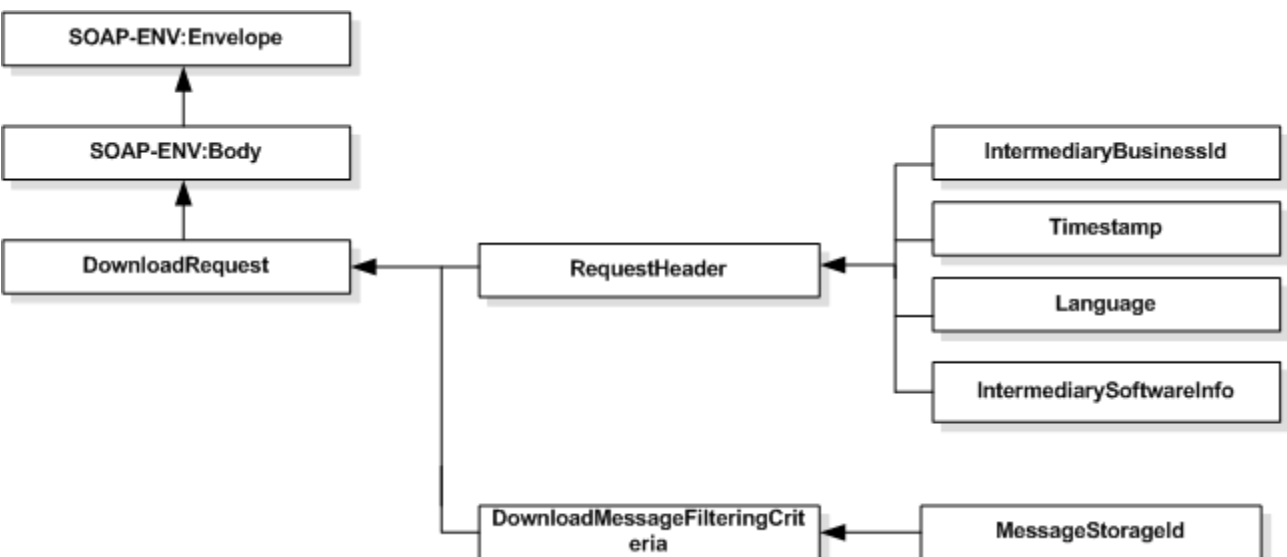 SOAP-ENV:Envelope
SOAP-ENV:Body
DownloadRequest
RequestHeader
IntermediaryBusinessId
Timestamp
Language
IntermediarySoftwareInfo
DownloadMessageFilteringCrit
eria
MessageStorageId